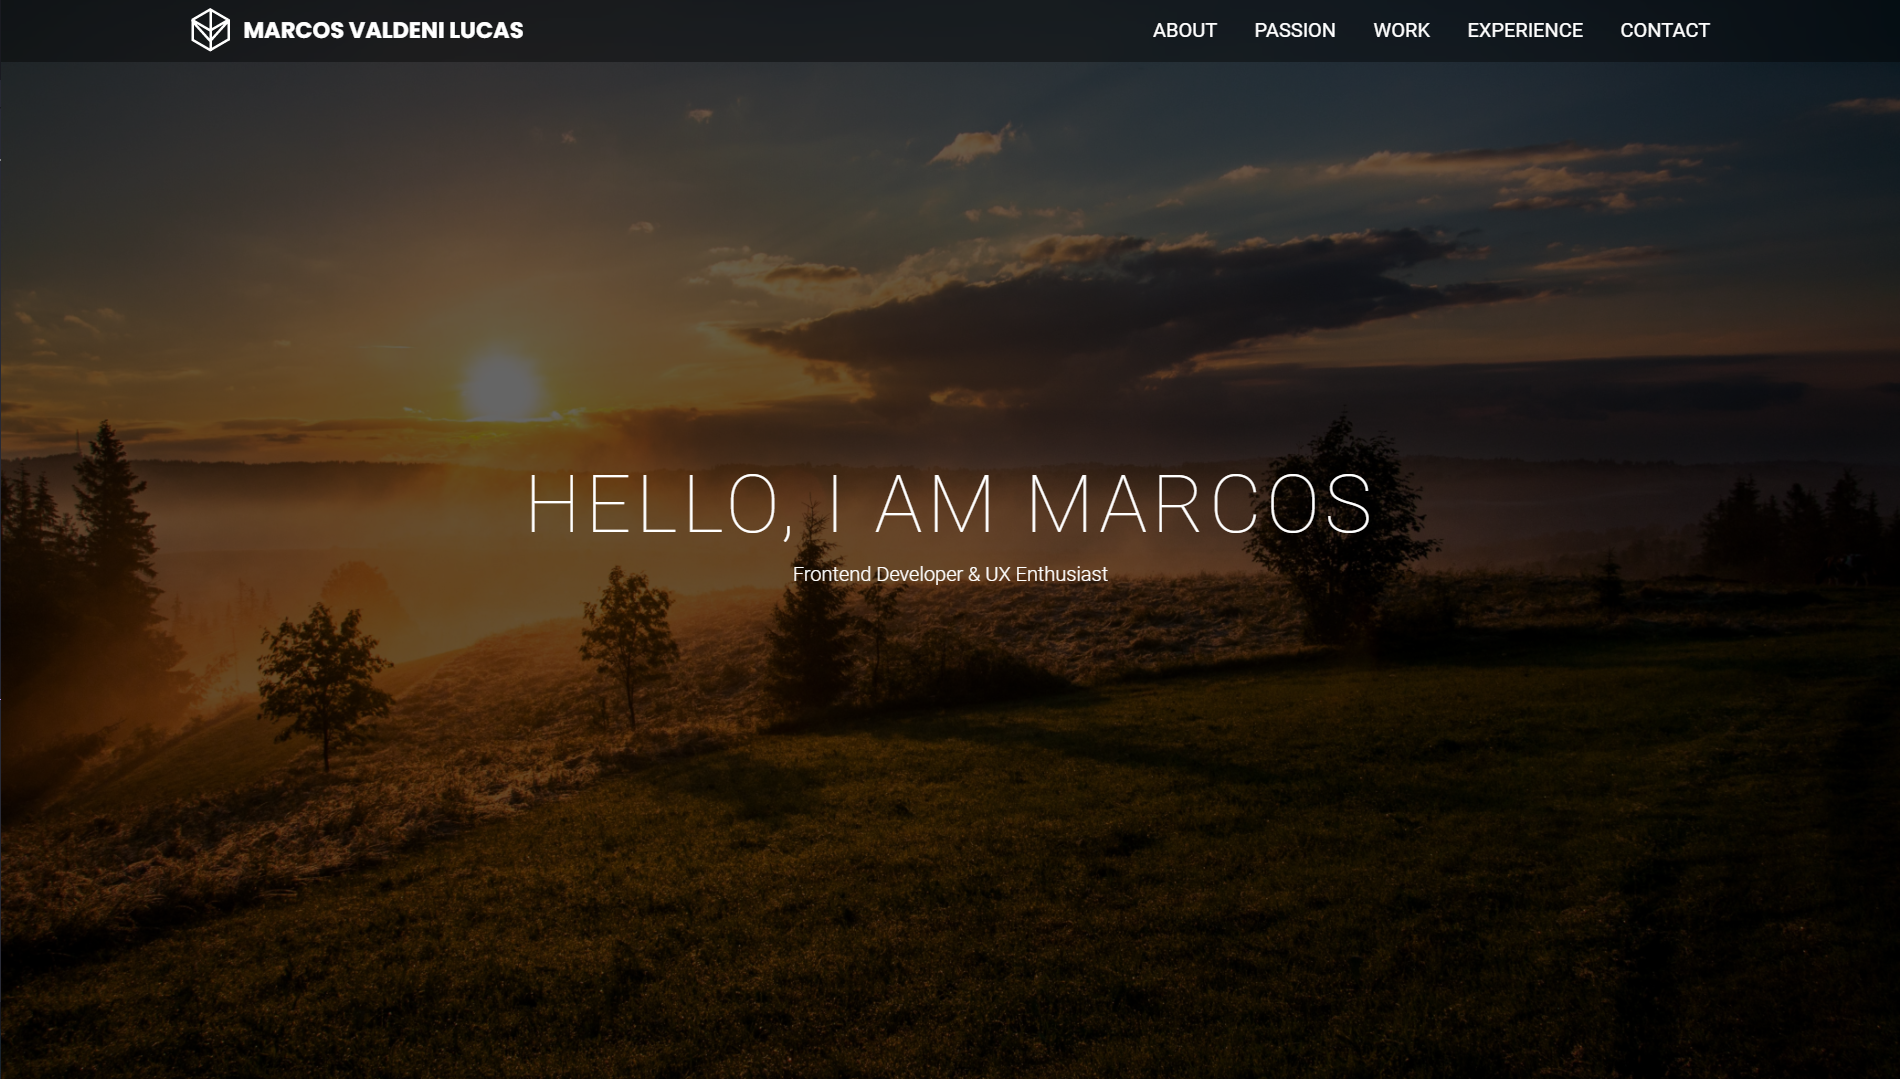 MARCOS VALDENI LUCAS
ABOUT PASSION WORK EXPERIENCE CONTACT
HELLO, I AM MARCOS
Frontend Developer & UX Enthusiast